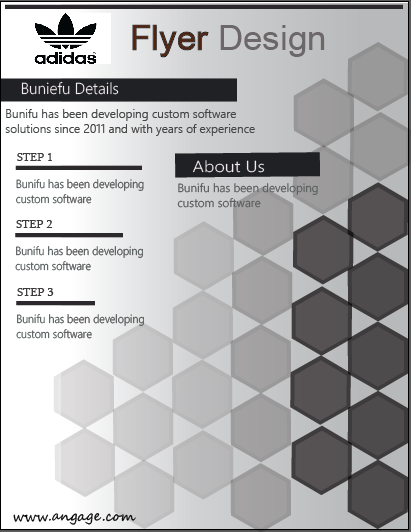 adidas
Flyer Design
Buniefu Details
Bunifu has been developing custom software
solutions since 2011 and with years of experience
STEP 1
Bunifu has been developing
custom software
STEP 2
Bunifu has been developing
custom software
STEP 3
Bunifu has been developing
custom software
About Us
Bunifu has been developing
custom software
www.angage.com